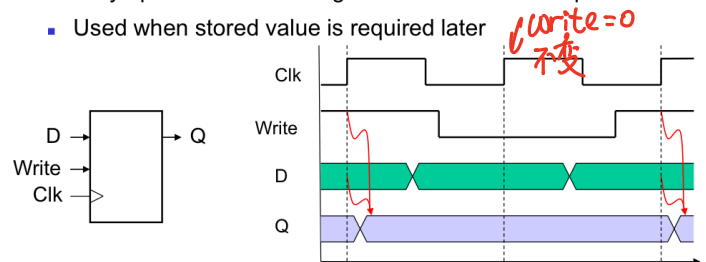 Used when stored value is required later
write=0
不变
Clk
Write
D
Q
D
Write
Clk
Q